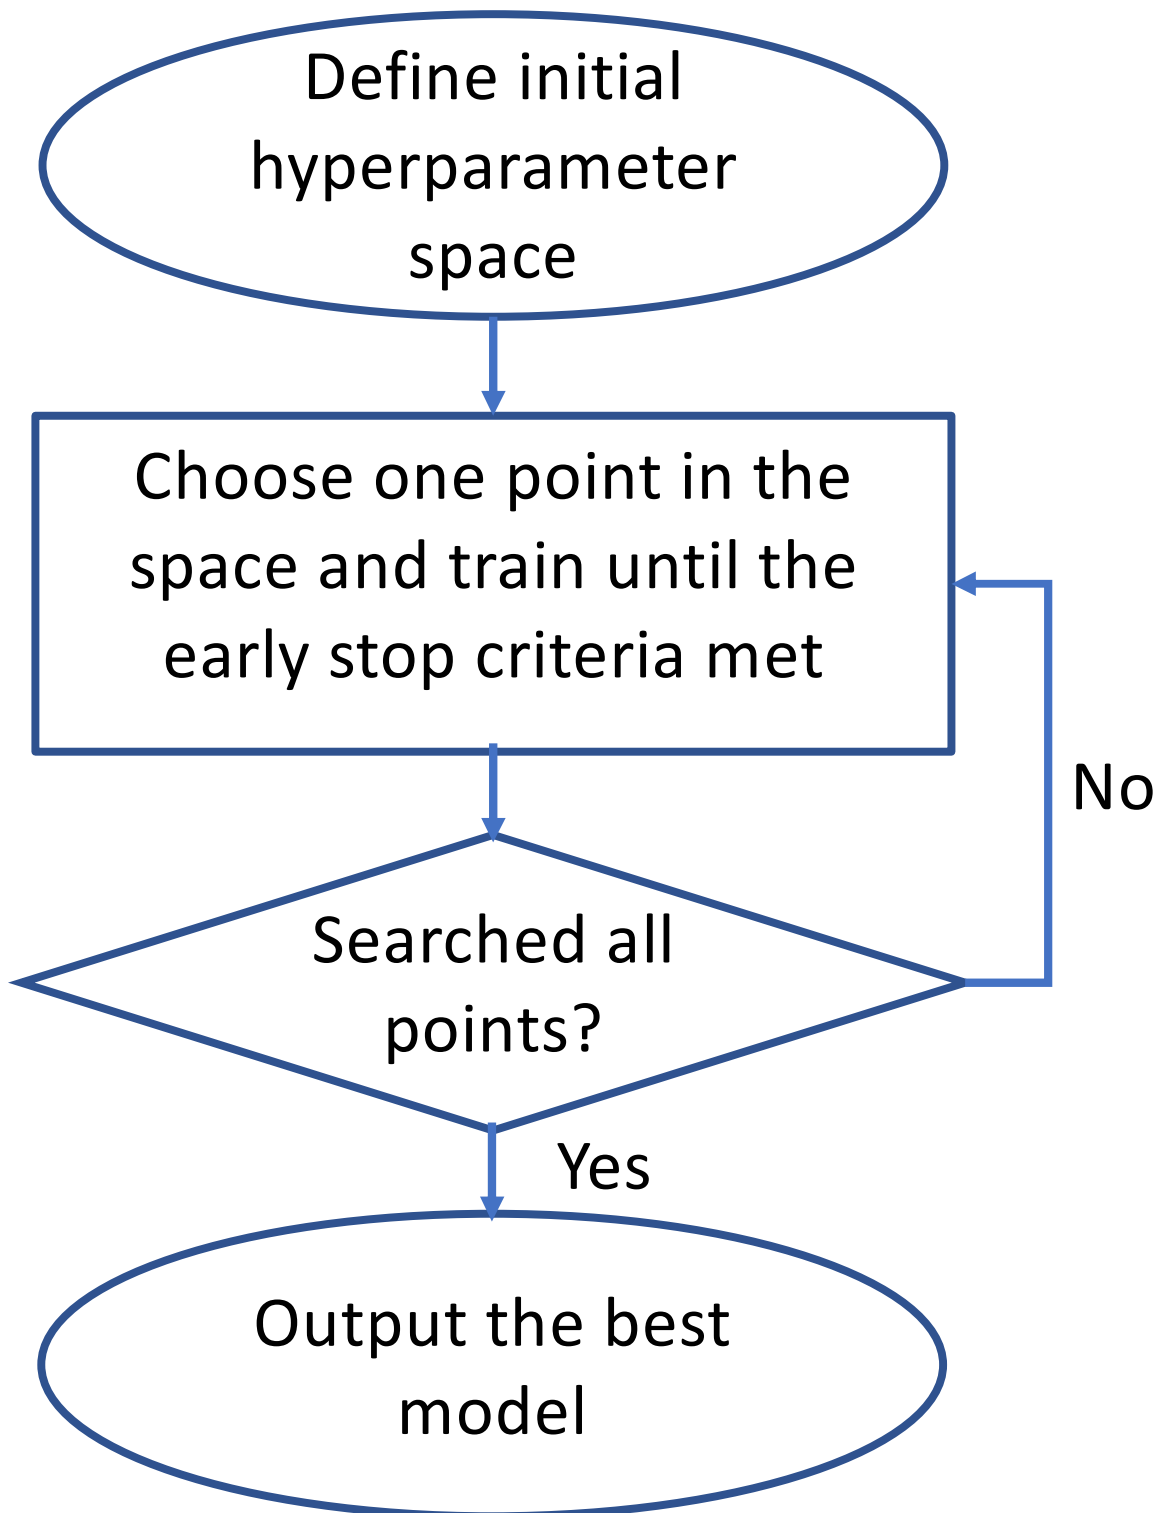 Define initial
hyperparameter
space
Choose one point in the
space and train until the
early stop criteria met
No
Searched all
points?
Yes
Output the best
model